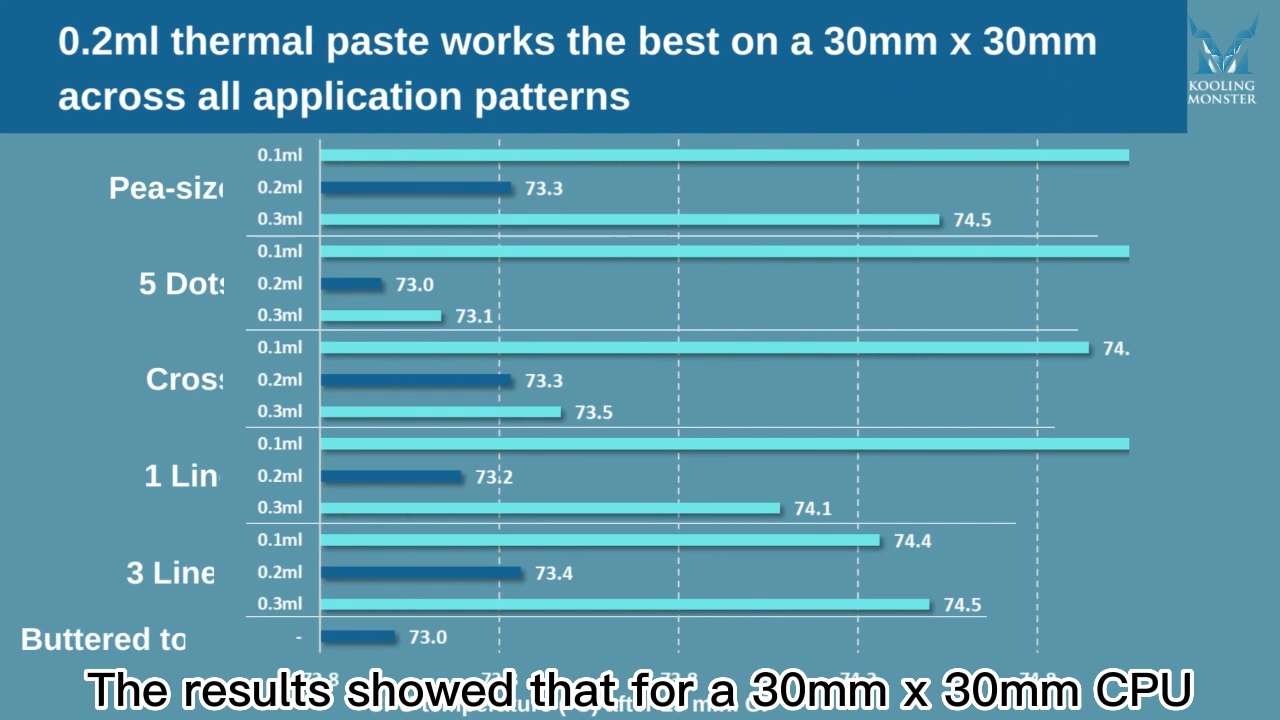 0.2ml thermal paste works the best on a 30mm x 30mm
across all application patterns
KOOLING
MONSTER
0.1ml
Pea-size
0.2ml 73.3
0.3ml 74.5
0.1ml
5 Dots
0.2ml 73.0
0.3ml 73.1
0.1ml 74.
Cross
0.2ml 73.3
0.3ml 73.5
0.1ml
1 Lin
0.2ml 73.2
0.3ml 74.1
0.1ml 74.4
3 Line
0.2ml 73.4
0.3ml 74.5
Buttered to - 73.0
The results showed that for a 30mm x 30mm CPU